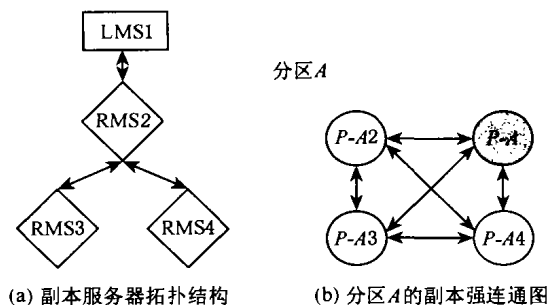 LMS1
RMS2
RMS3
RMS4
(a) 副本服务器拓扑结构
分区A
P-A2
P-A
P-A3
P-A4
(b) 分区A的副本强连通图